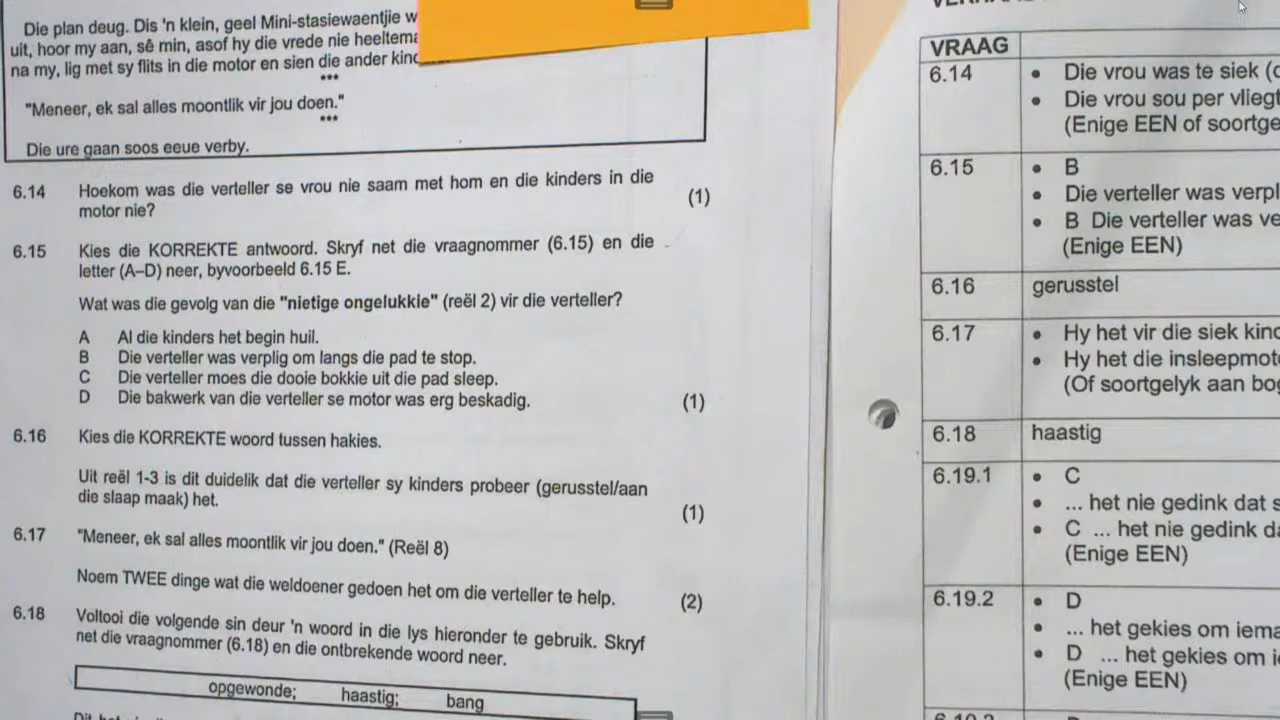 Die plan deug. Dis 'n klein, geel Mini-stasiewaentjie
uit, hoor my aan, sê min, asof hy die vrede nie
na my, lig met sy flits in die motor en sien die ander
***
"Meneer, ek sal alles moontlik vir jou doen."
***
Die ure gaan soos eeue verby.
6.14 Hoekom was die verteller se vrou nie saam met hom en die kinders in die
motor nie? (1)
6.15 Kies die KORREKTE antwoord. Skryf net die vraagnommer (6.15) en die
letter (A–D) neer, byvoorbeeld 6.15 E.
Wat was die gevolg van die "nietige ongelukkie" (reël 2) vir die verteller?
A Al die kinders het begin huil.
B Die verteller was verplig om langs die pad te stop.
C Die verteller moes die dooie bokkie uit die pad sleep.
D Die bakwerk van die verteller se motor was erg beskadig. (1)
6.16 Kies die KORREKTE woord tussen hakies.
Uit reël 1-3 is dit duidelik dat die verteller sy kinders probeer (gerusstel/aan
die slaap maak) het. (1)
6.17 "Meneer, ek sal alles moontlik vir jou doen." (Reël 8)
Noem TWEE dinge wat die weldoener gedoen het om die verteller te help. (2)
6.18 Voltooi die volgende sin deur 'n woord in die lys hieronder te gebruik. Skryf
net die vraagnommer (6.18) en die ontbrekende woord neer.
opgewonde; haastig; bang
VRAAG
6.14 • Die vrou was te siek
• Die vrou sou per
(Enige EEN of
6.15 • B
• Die verteller was
• B Die verteller was
(Enige EEN)
6.16 gerusstel
6.17 • Hy het vir die siek
• Hy het die
(Of soortgelyk aan
6.18 haastig
6.19.1 • C
• ... het nie gedink dat
• C ... het nie gedink
(Enige EEN)
6.19.2 • D
• ... het gekies om
• D ... het gekies om
(Enige EEN)